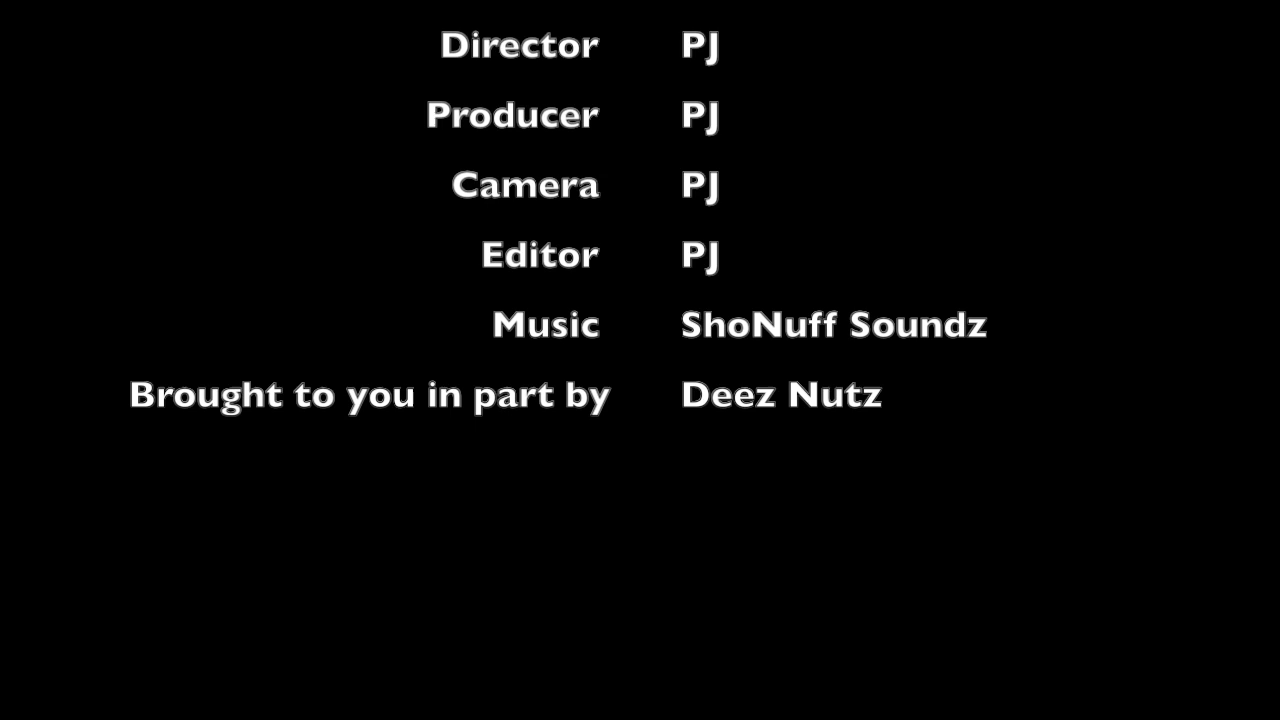 Director PJ
Producer PJ
Camera PJ
Editor PJ
Music ShoNuff Soundz
Brought to you in part by Deez Nutz